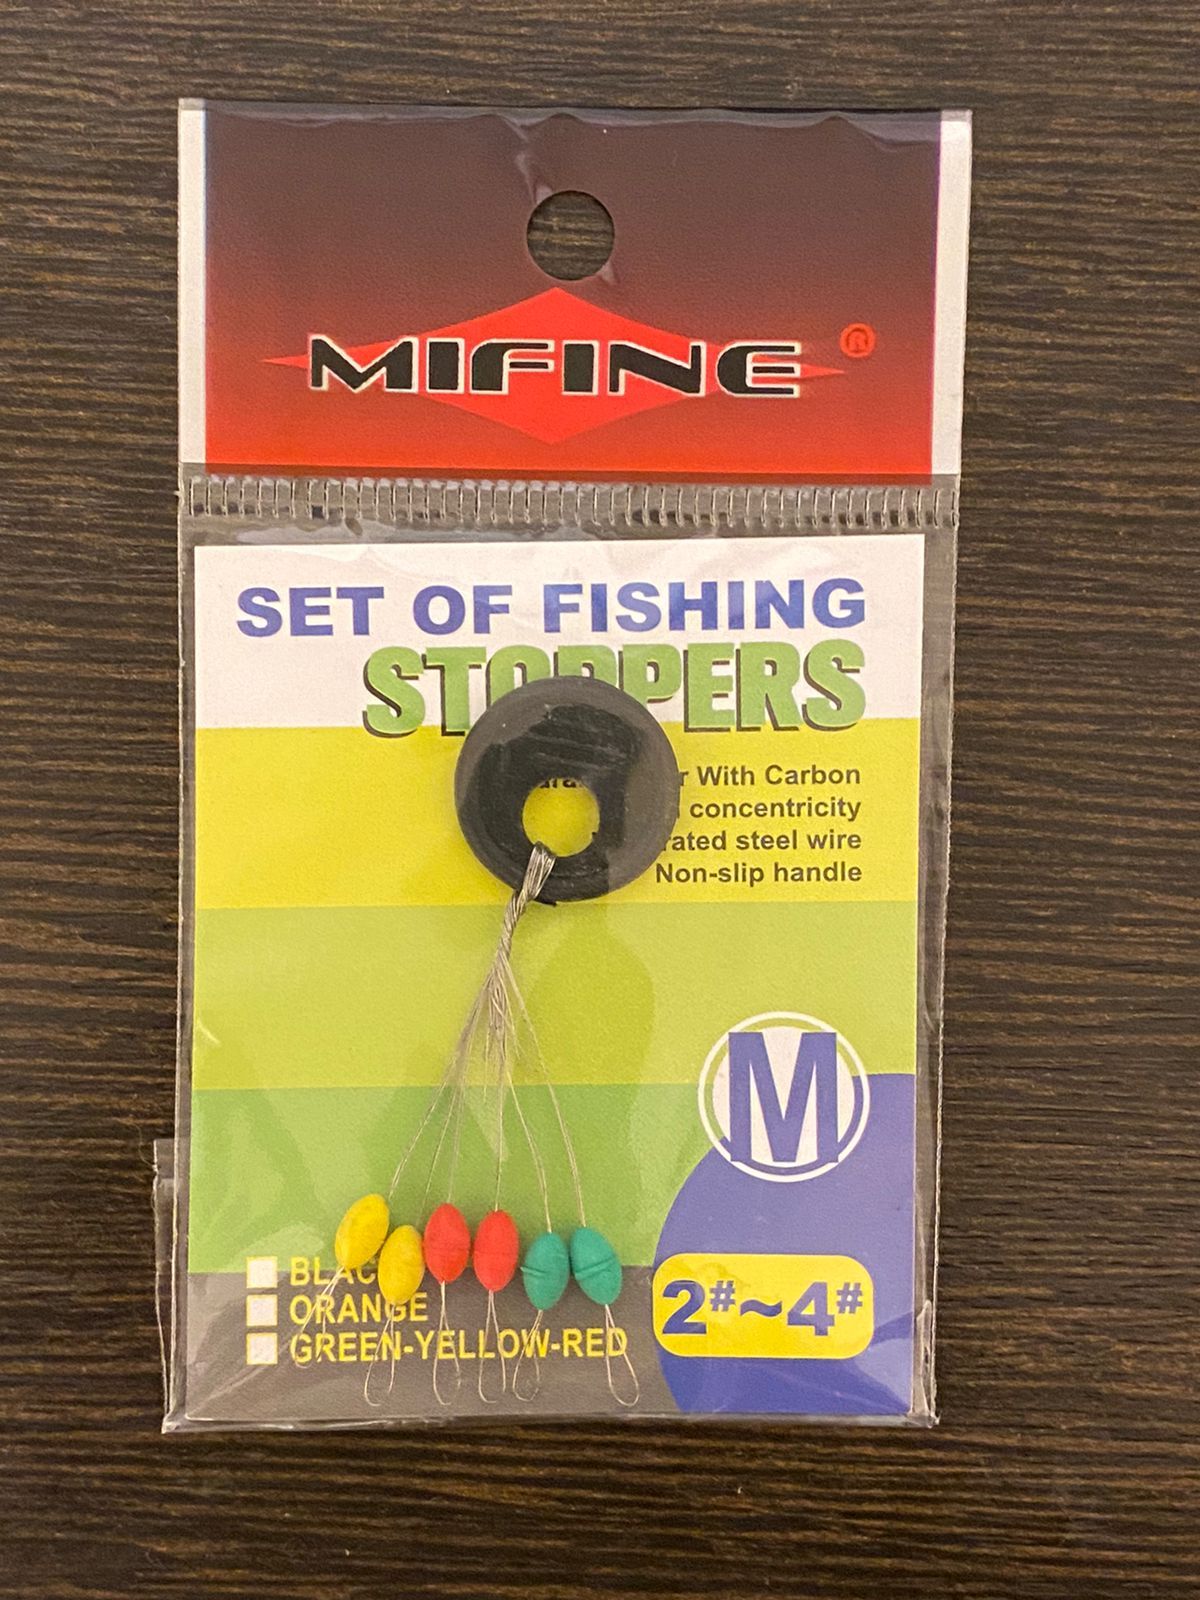 MIFINE ®
SET OF FISHING
STOPPERS
With Carbon
concentricity
steel wire
Non-slip handle
M
BLACK
ORANGE
GREEN-YELLOW-RED
2#~4#